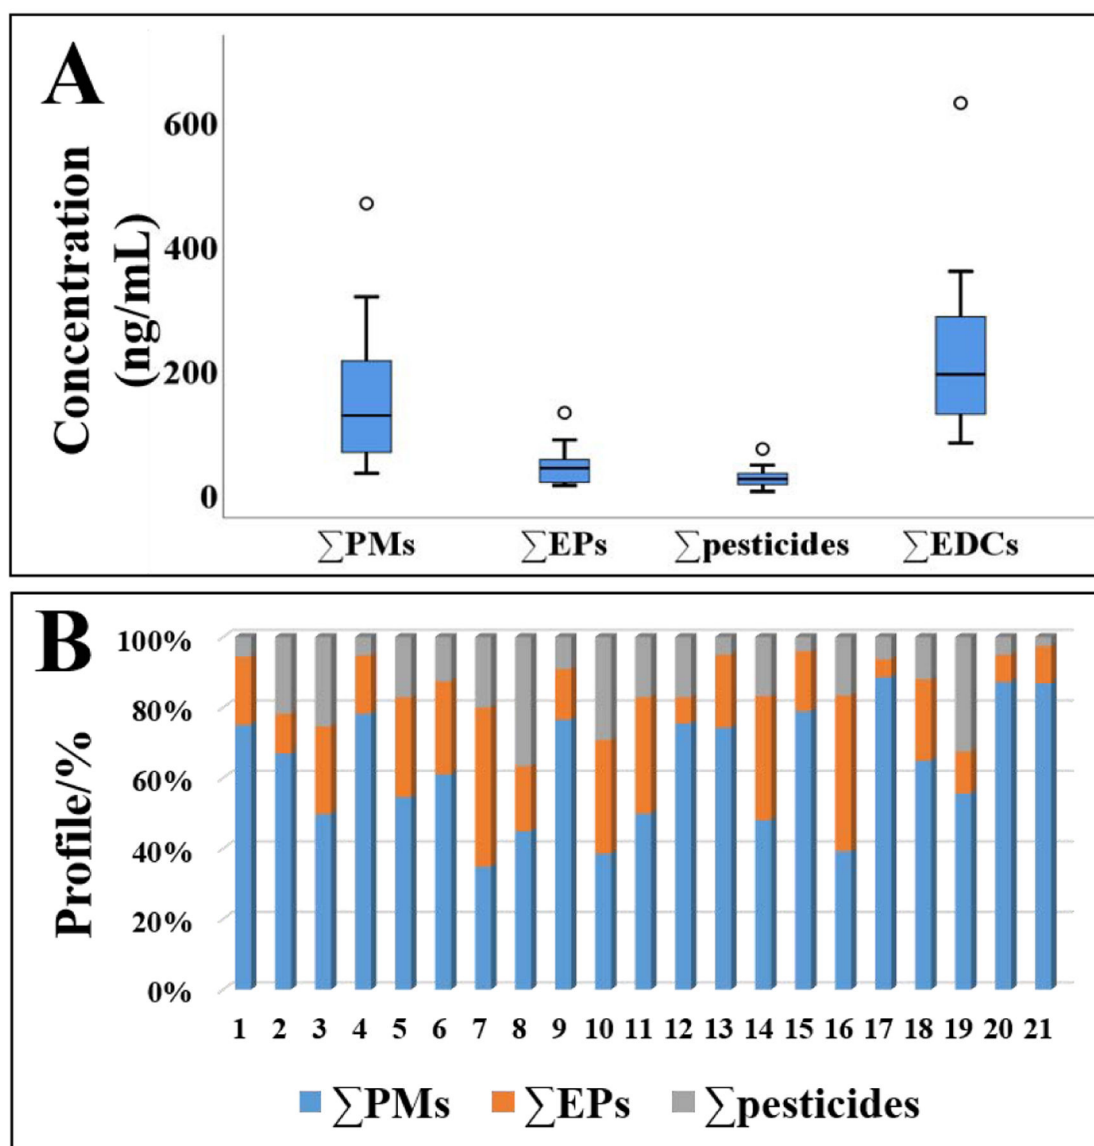 A
Concentration
(ng/mL)
600
400
200
0
∑PMs ∑EPs ∑pesticides ∑EDCs
B
Profile/%
100%
80%
60%
40%
20%
0%
1 2 3 4 5 6 7 8 9 10 11 12 13 14 15 16 17 18 19 20 21
∑PMs ∑EPs ∑pesticides